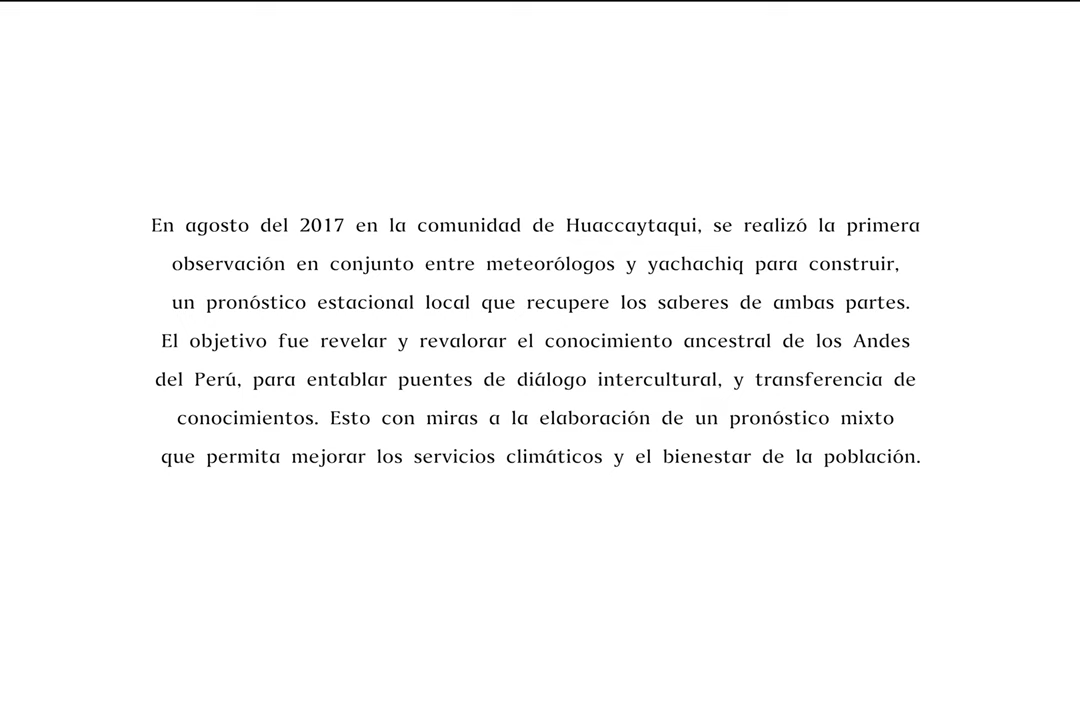 En agosto del 2017 en la comunidad de Huaccaytaqui, se realizó la primera
observación en conjunto entre meteorólogos y yachachiq para construir,
un pronóstico estacional local que recupere los saberes de ambas partes.
El objetivo fue revelar y revalorar el conocimiento ancestral de los Andes
del Perú, para entablar puentes de diálogo intercultural, y transferencia de
conocimientos. Esto con miras a la elaboración de un pronóstico mixto
que permita mejorar los servicios climáticos y el bienestar de la población.